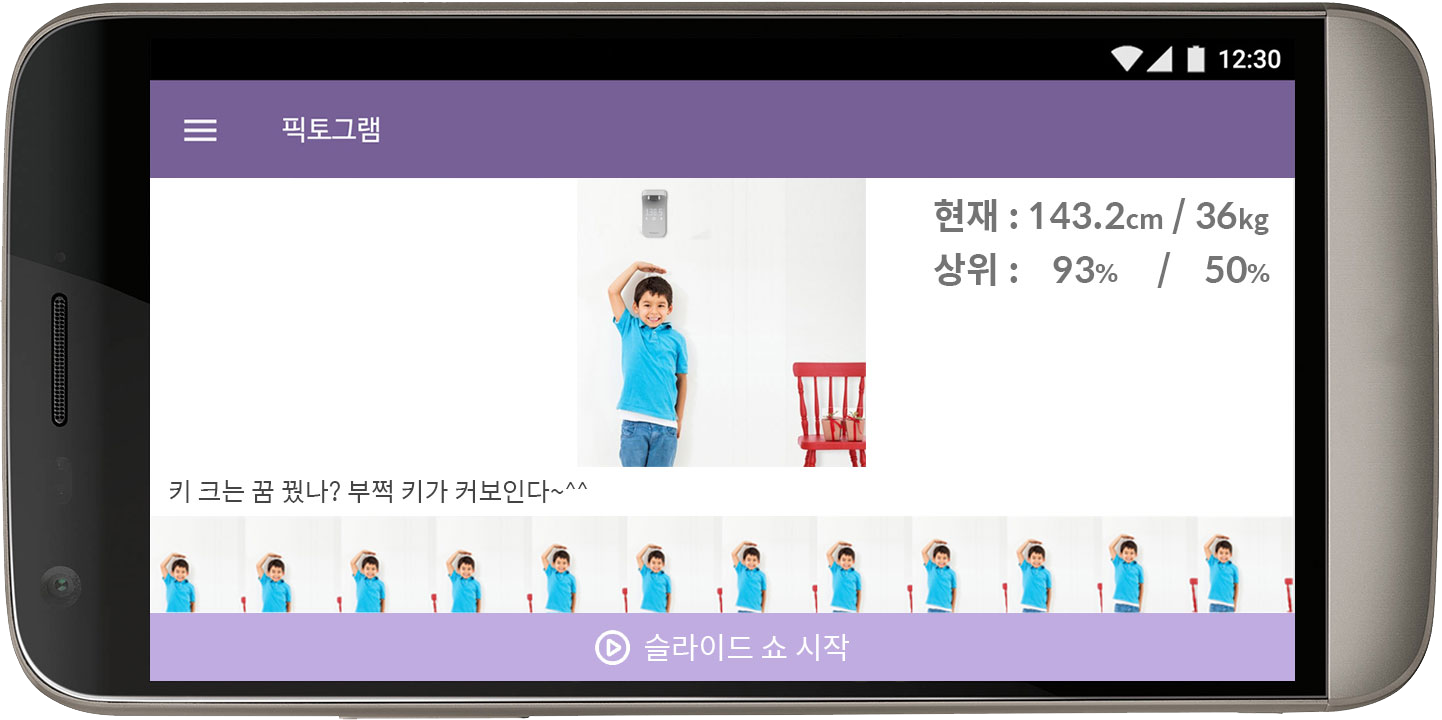 12:30
픽토그램
현재 : 143.2cm / 36kg
상위 : 93% / 50%
키 크는 꿈 꿨나? 부쩍 키가 커보인다~^^
슬라이드 쇼 시작